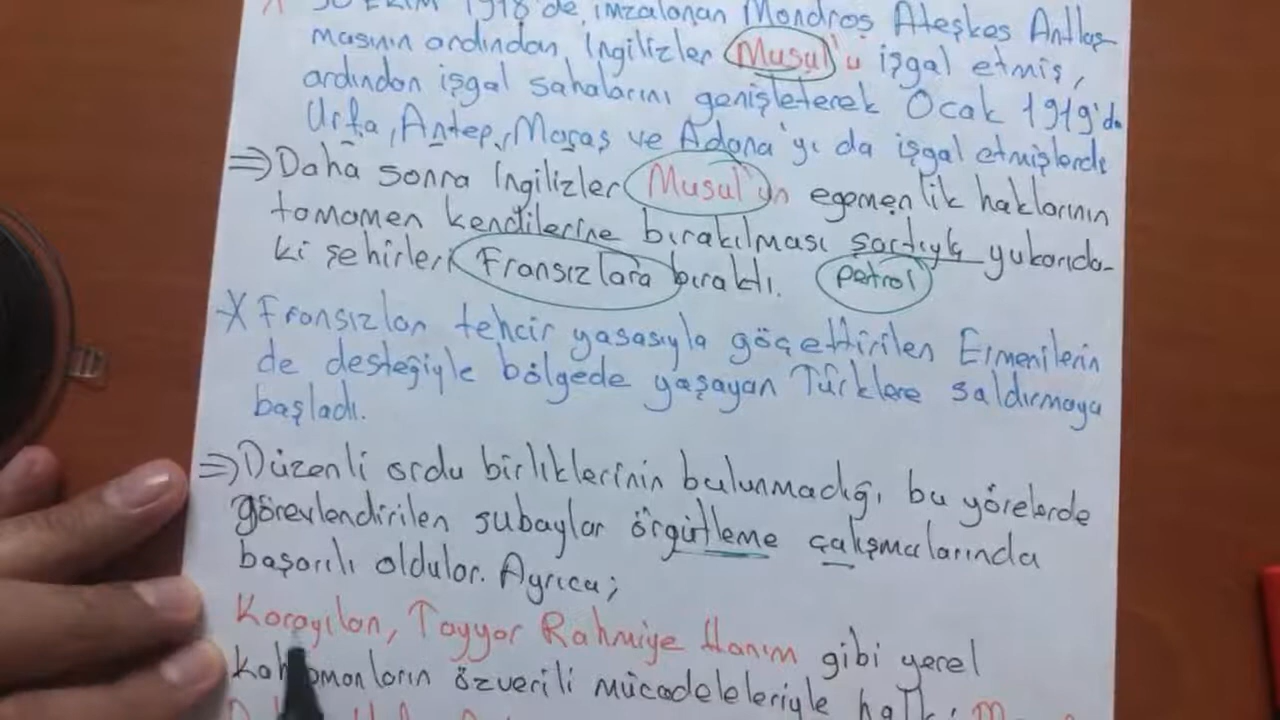 30 EKİM 1918'de imzalanan Mondros Ateşkes Antlaş-
masının ardından, İngilizler Musul'u işgal etmiş,
ardından işgal sahalarını genişleterek Ocak 1919'da
Urfa, Antep, Maraş ve Adana'yı da işgal etmişlerdi
⇒ Daha sonra İngilizler Musul'un egemenlik haklarının
tamamen kendilerine bırakılması şartıyla yukarıda-
ki şehirleri Fransızlara bıraktı. petrol
X Fransızlar tehcir yasasıyla göçettirilen Ermenilerin
de desteğiyle bölgede yaşayan Türklere saldırmaya
başladı.
⇒ Düzenli ordu birliklerinin bulunmadığı bu yörelerde
görevlendirilen subaylar örgütleme çalışmalarında
başarılı oldular. Ayrıca;
Karayılan, Tayyar Rahmiye Hanım gibi yerel
kahramanların özverili mücadeleleriyle